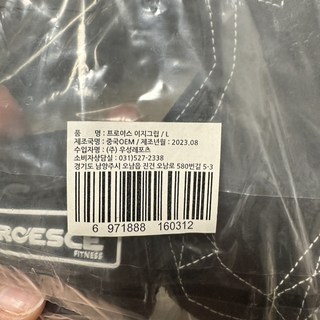 품 명 : 프로이스 이지그립 / L
제조국명 : 중국OEM / 제조년월 : 2023.08
수입자명 : (주) 우성레포츠
소비자상담실 : 031)527-2338
경기도 남양주시 오남읍 진건 오남로 580번길 5-3
6 971888 160312
ROESCE
FITNESS